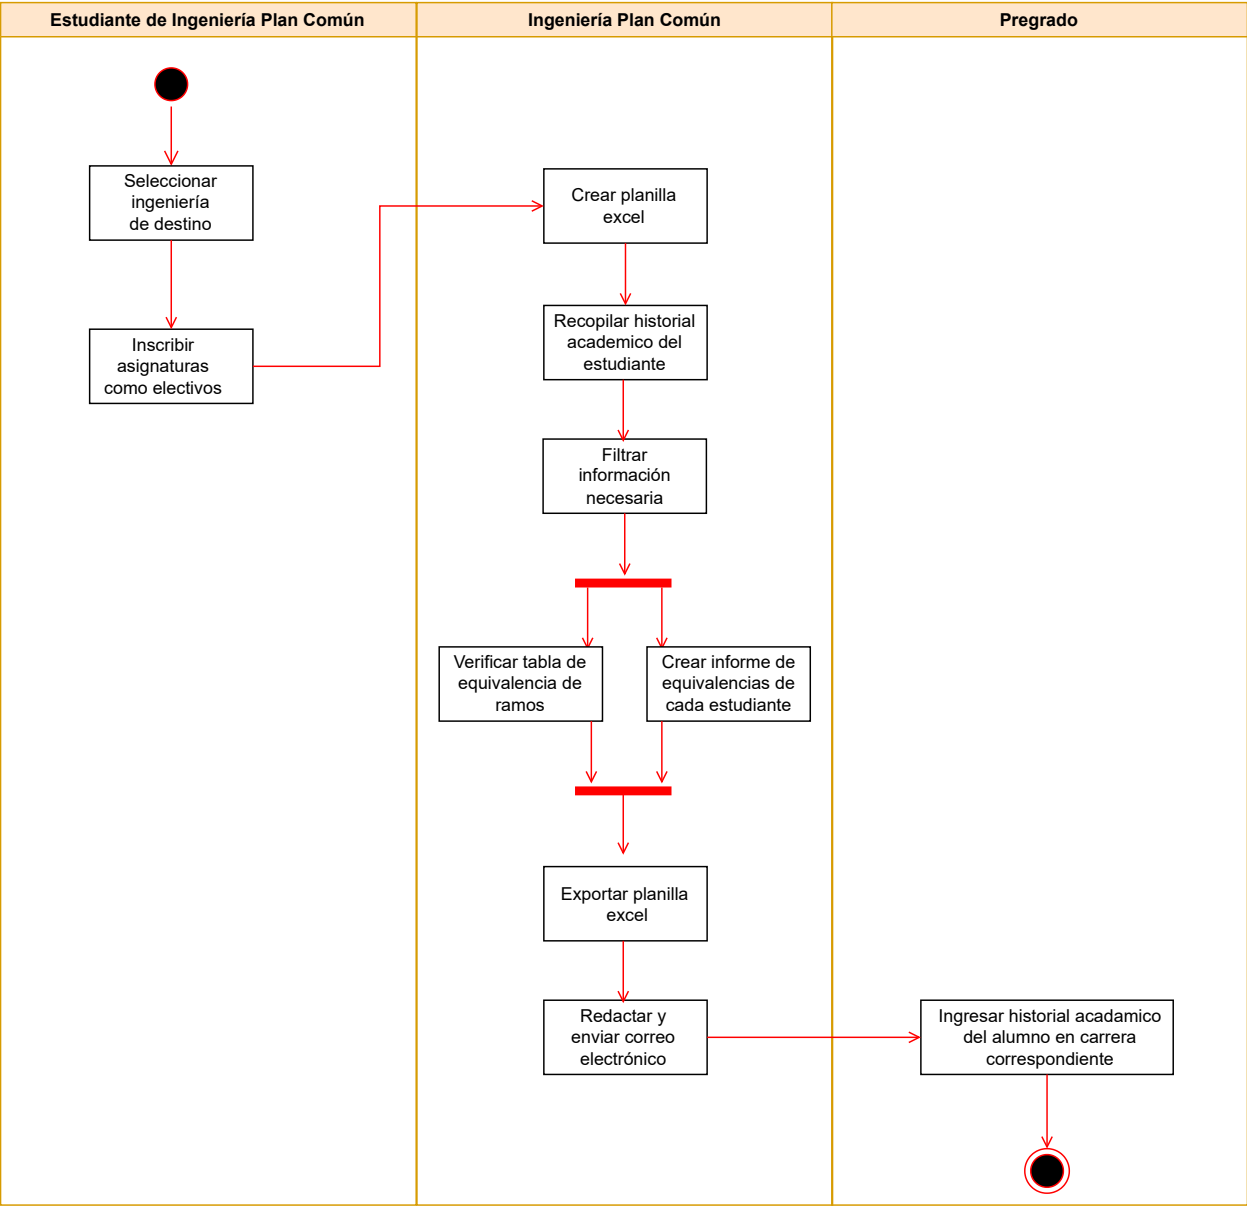 Estudiante de Ingeniería Plan Común
Ingeniería Plan Común
Pregrado
Seleccionar
ingeniería
de destino
Inscribir
asignaturas
como electivos
Crear planilla
excel
Recopilar historial
academico del
estudiante
Filtrar
información
necesaria
Verificar tabla de
equivalencia de
ramos
Crear informe de
equivalencias de
cada estudiante
Exportar planilla
excel
Redactar y
enviar correo
electrónico
Ingresar historial acadamico
del alumno en carrera
correspondiente